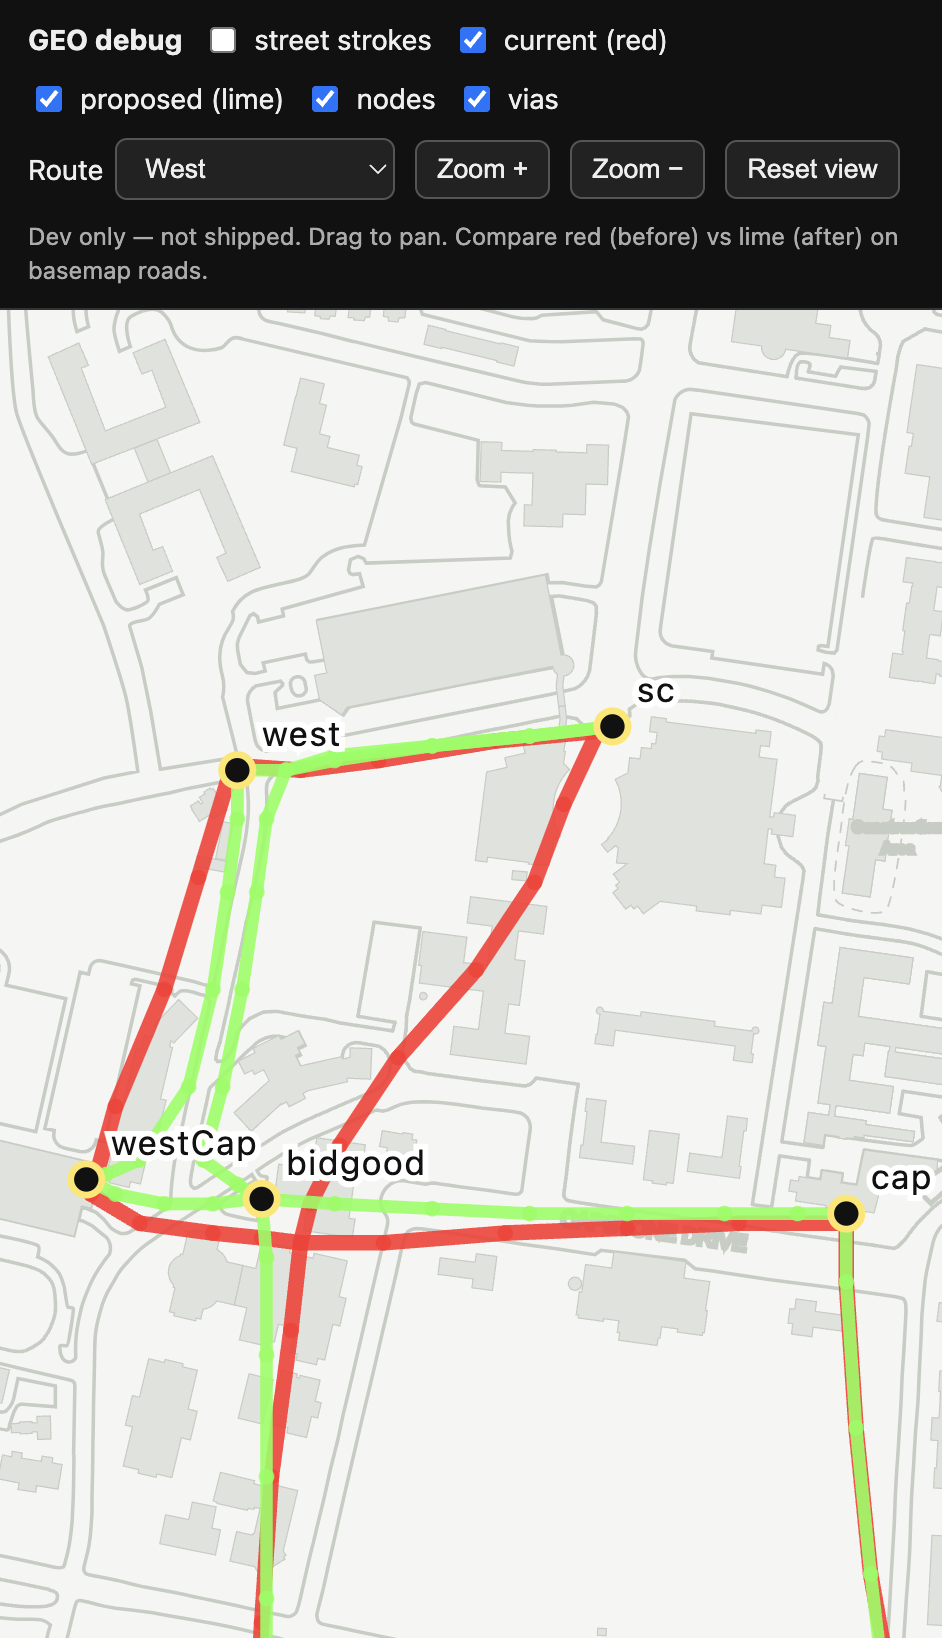 GEO debug street strokes current (red)
proposed (lime) nodes vias
Route West Zoom + Zoom − Reset view
Dev only — not shipped. Drag to pan. Compare red (before) vs lime (after) on
basemap roads.
sc
west
westCap
bidgood
cap
DRIVE